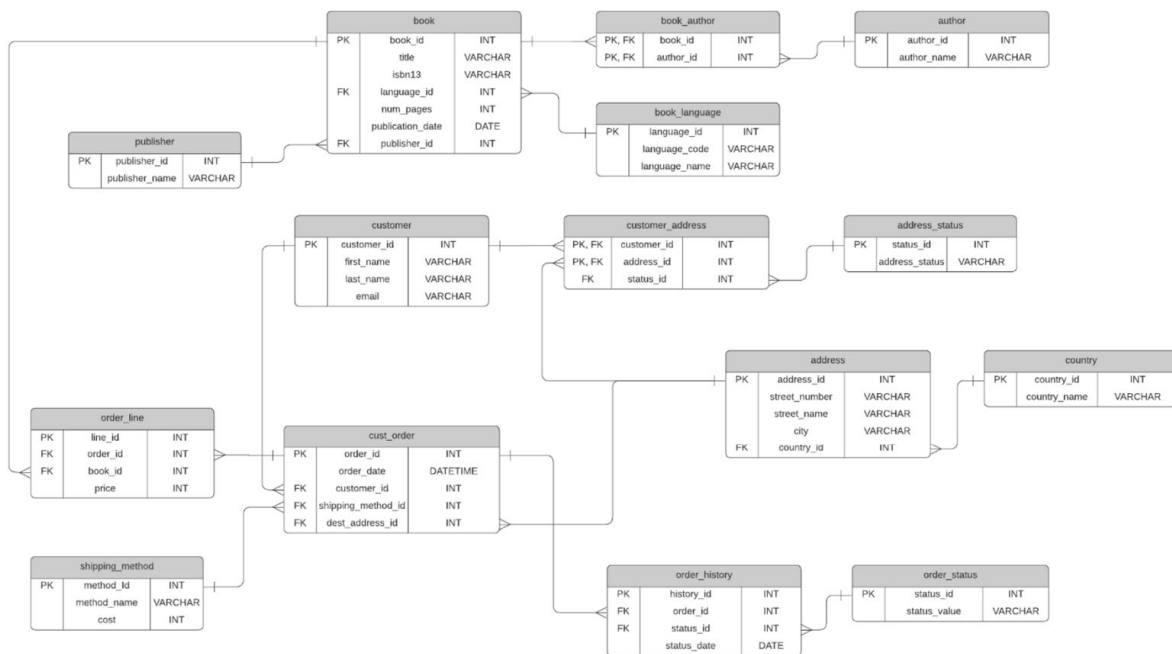 book
PK book_id INT
title VARCHAR
isbn13 VARCHAR
FK language_id INT
num_pages INT
publication_date DATE
FK publisher_id INT
book_author
PK, FK book_id INT
PK, FK author_id INT
author
PK author_id INT
author_name VARCHAR
book_language
PK language_id INT
language_code VARCHAR
language_name VARCHAR
publisher
PK publisher_id INT
publisher_name VARCHAR
customer
PK customer_id INT
first_name VARCHAR
last_name VARCHAR
email VARCHAR
customer_address
PK, FK customer_id INT
PK, FK address_id INT
FK status_id INT
address_status
PK status_id INT
address_status VARCHAR
address
PK address_id INT
street_number VARCHAR
street_name VARCHAR
city VARCHAR
FK country_id INT
country
PK country_id INT
country_name VARCHAR
order_line
PK line_id INT
FK order_id INT
FK book_id INT
price INT
cust_order
PK order_id INT
order_date DATETIME
FK customer_id INT
FK shipping_method_id INT
FK dest_address_id INT
shipping_method
PK method_Id INT
method_name VARCHAR
cost INT
order_history
PK history_id INT
FK order_id INT
FK status_id INT
status_date DATE
order_status
PK status_id INT
status_value VARCHAR